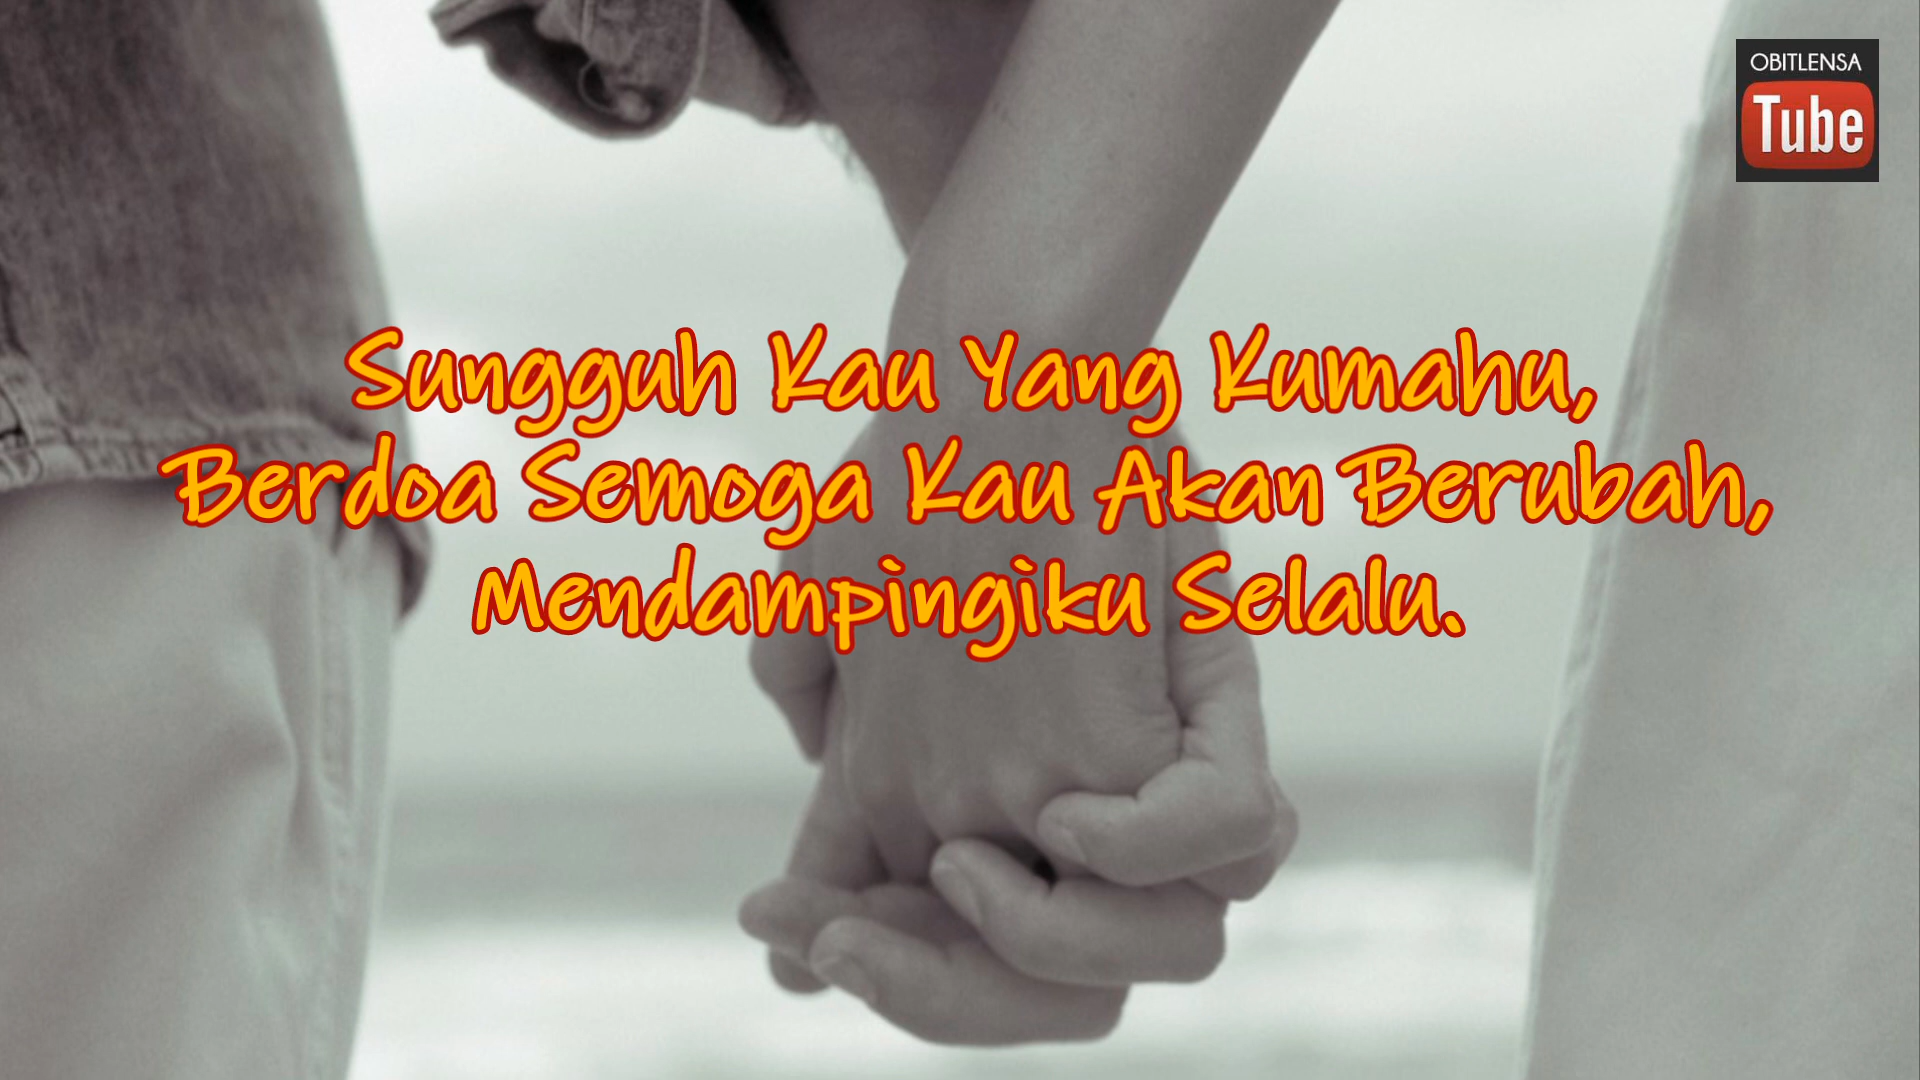 OBITLENSA
Tube
Sungguh Kau Yang Kumahu,
Berdoa Semoga Kau Akan Berubah,
Mendampingiku Selalu.